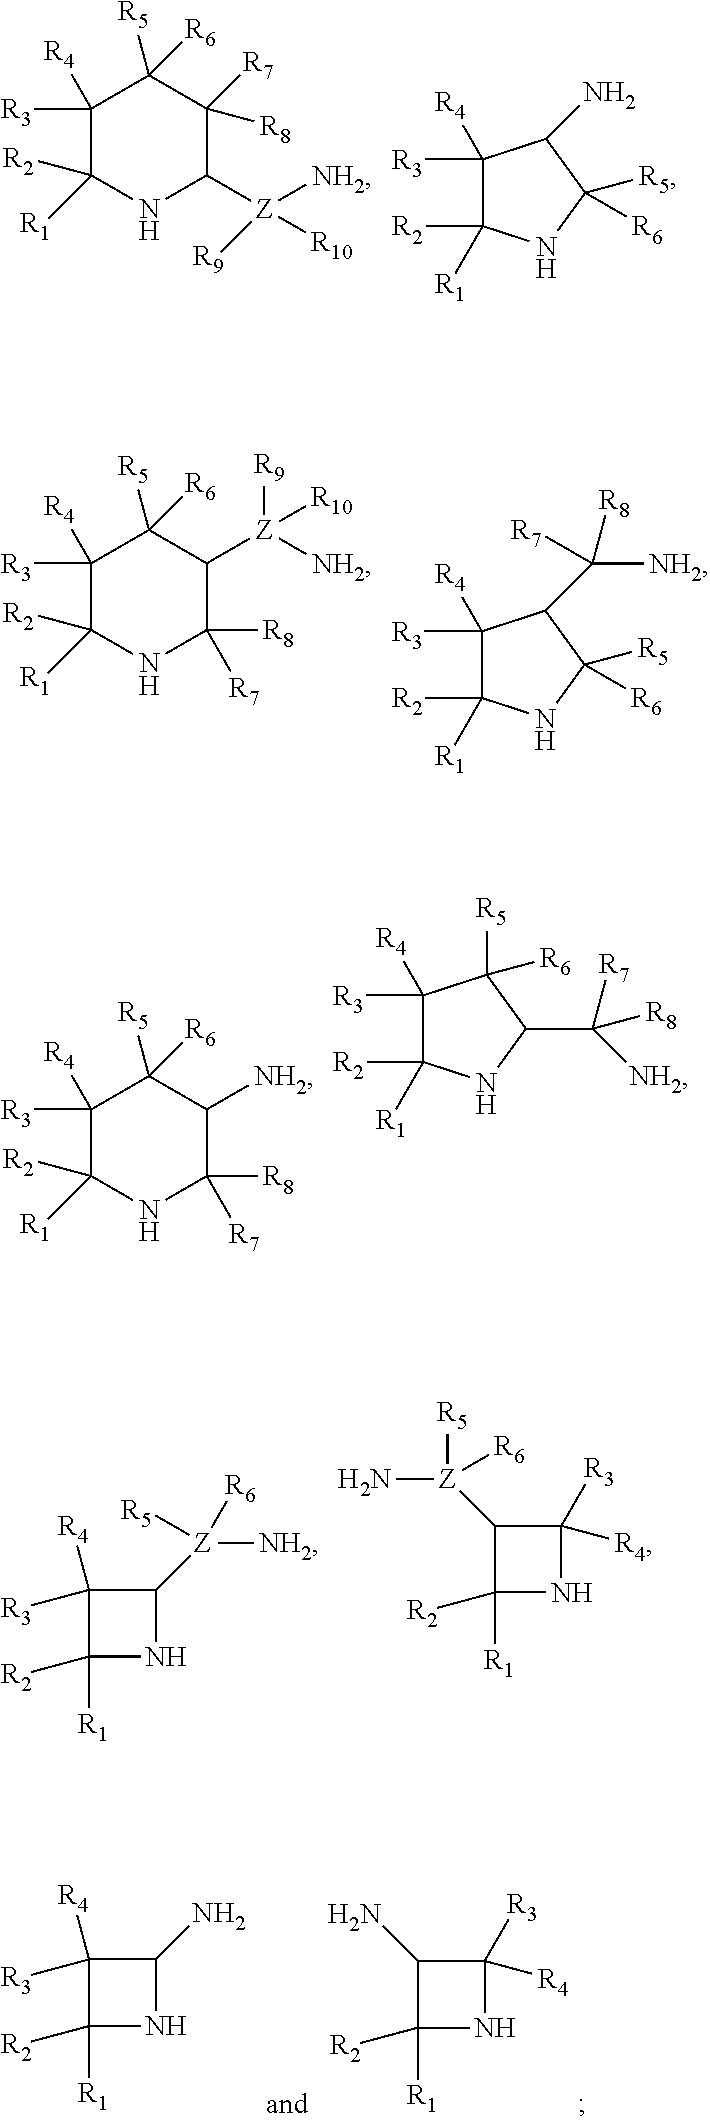 R5 R6 R4 R7 R3 R8 R2 NH2, R1 N H Z R9 R10
NH2 R4 R3 R5, R2 R6 N H R1
R5 R9 R6 R10 R4 Z R3 NH2, R2 R8 R1 N H R7
R8 R7 NH2, R4 R3 R5 R2 R6 N H R1
R5 R6 R4 NH2, R3 R2 R8 R1 N H R7
R5 R4 R6 R7 R3 R8 R2 N H NH2, R1
R6 R5 R4 Z NH2, R3 NH R2 R1
R5 R6 H2N Z R3 R4, NH R2 R1
R4 NH2 R3 NH R2 R1
and
H2N R3 R4 NH R2 R1 ;